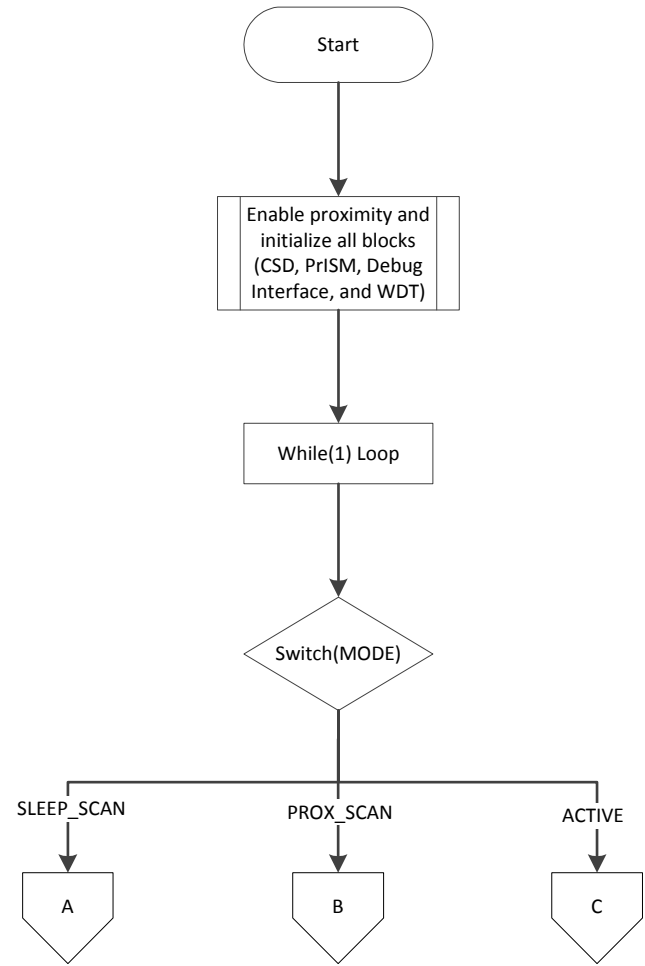 Start
Enable proximity and
initialize all blocks
(CSD, PrISM, Debug
Interface, and WDT)
While(1) Loop
Switch(MODE)
SLEEP_SCAN
PROX_SCAN
ACTIVE
A
B
C